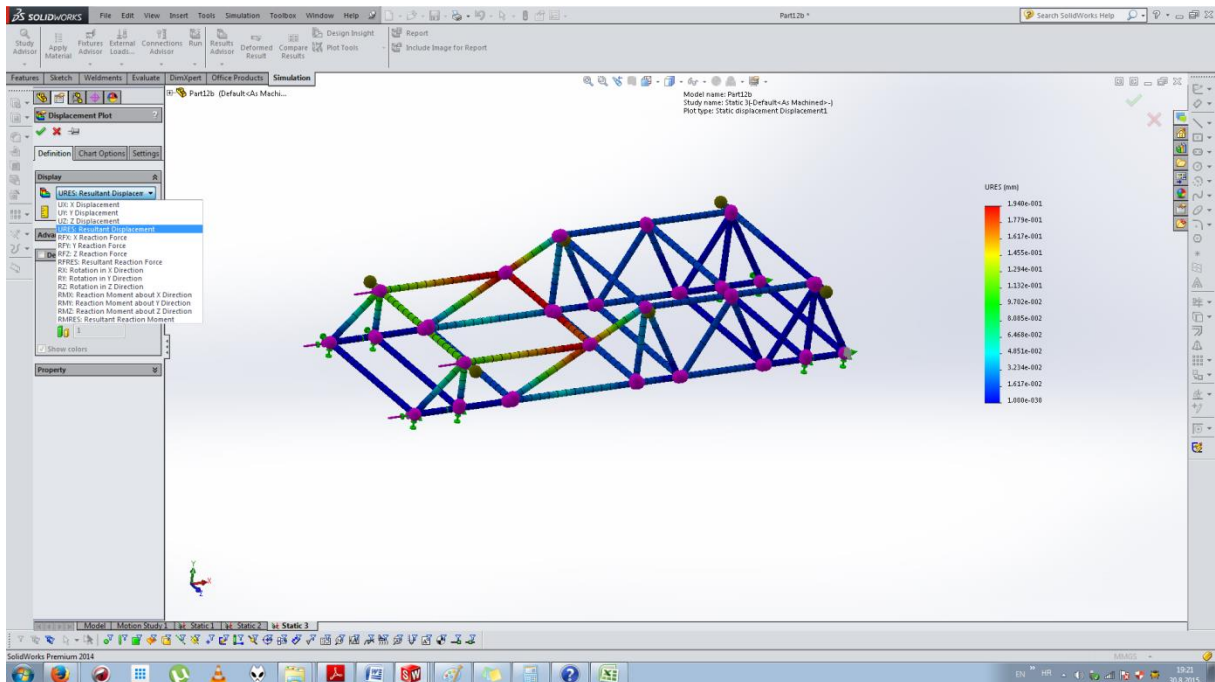 SOLIDWORKS File Edit View Insert Tools Simulation Toolbox Window Help
Part12b *
Search SolidWorks Help
Study Advisor
Apply Material
Fixtures Advisor
External Loads...
Connections Advisor
Run
Results Advisor
Deformed Result
Compare Results
Design Insight
Plot Tools
Report
Include Image for Report
Features Sketch Weldments Evaluate DimXpert Office Products Simulation
Part12b (Default<As Machi...
Model name: Part12b
Study name: Static 3(-Default<As Machined>-)
Plot type: Static displacement Displacement1
Displacement Plot ?
Definition Chart Options Settings
Display
URES: Resultant Displacer
UX: X Displacement
UY: Y Displacement
UZ: Z Displacement
URES: Resultant Displacement
RFX: X Reaction Force
RFY: Y Reaction Force
RFZ: Z Reaction Force
RFRES: Resultant Reaction Force
RX: Rotation in X Direction
RY: Rotation in Y Direction
RZ: Rotation in Z Direction
RMX: Reaction Moment about X Direction
RMY: Reaction Moment about Y Direction
RMZ: Reaction Moment about Z Direction
RMRES: Resultant Reaction Moment
Adva
De
1
Show colors
Property
URES (mm)
1.940e-001
1.779e-001
1.617e-001
1.455e-001
1.294e-001
1.132e-001
9.702e-002
8.085e-002
6.468e-002
4.851e-002
3.234e-002
1.617e-002
1.000e-030
Y
X
Z
Model Motion Study 1 Static 1 Static 2 Static 3
SolidWorks Premium 2014
MMGS
EN HR
19:21
30.8.2015